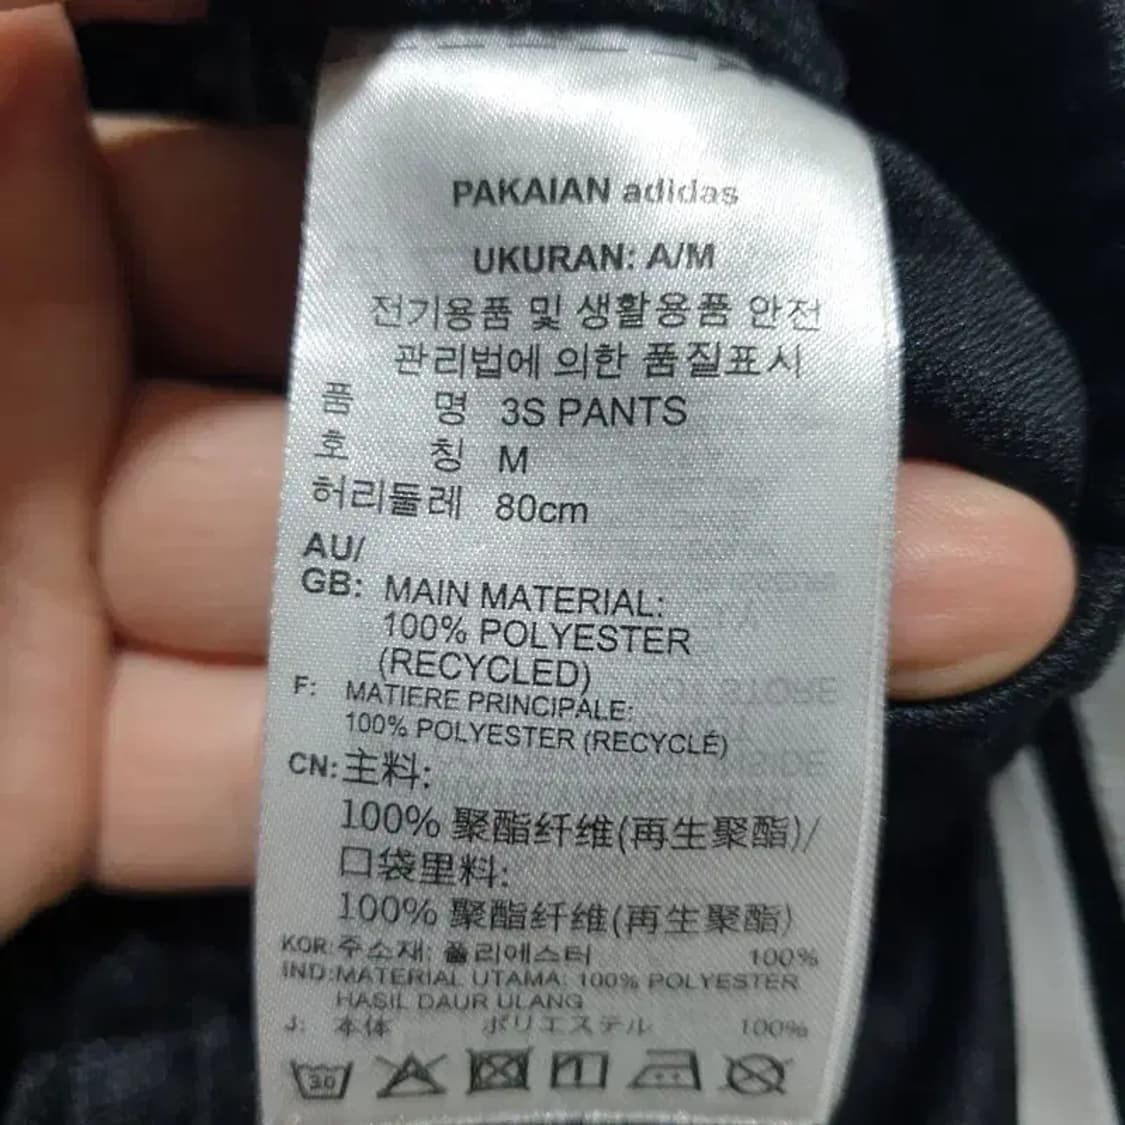 PAKAIAN adidas
UKURAN: A/M
전기용품 및 생활용품 안전
관리법에 의한 품질표시
품 명 3S PANTS
호 칭 M
허리둘레 80cm
AU/
GB: MAIN MATERIAL:
100% POLYESTER
(RECYCLED)
F: MATIERE PRINCIPALE:
100% POLYESTER (RECYCLÉ)
CN: 主料:
100% 聚酯纤维(再生聚酯)/
口袋里料:
100% 聚酯纤维(再生聚酯)
KOR: 주소재: 폴리에스터 100%
IND: MATERIAL UTAMA: 100% POLYESTER
HASIL DAUR ULANG
J: 本体 ポリエステル 100%
30